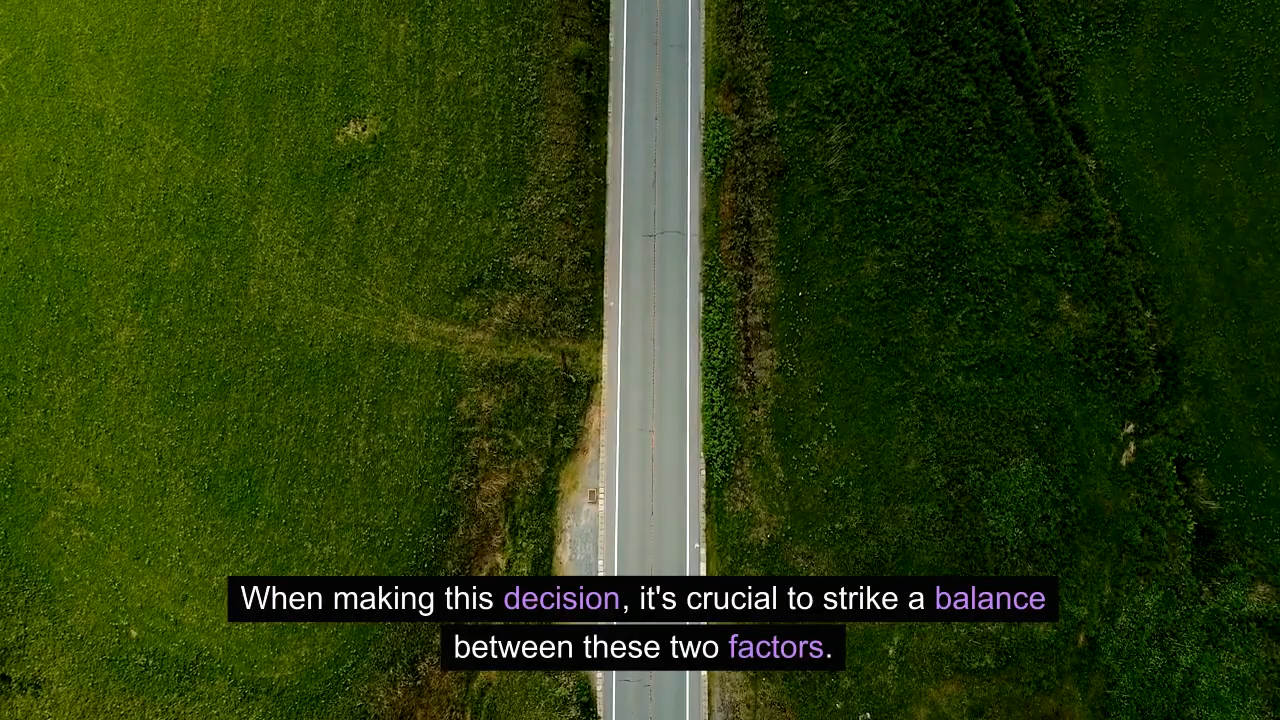 When making this decision, it's crucial to strike a balance
between these two factors.